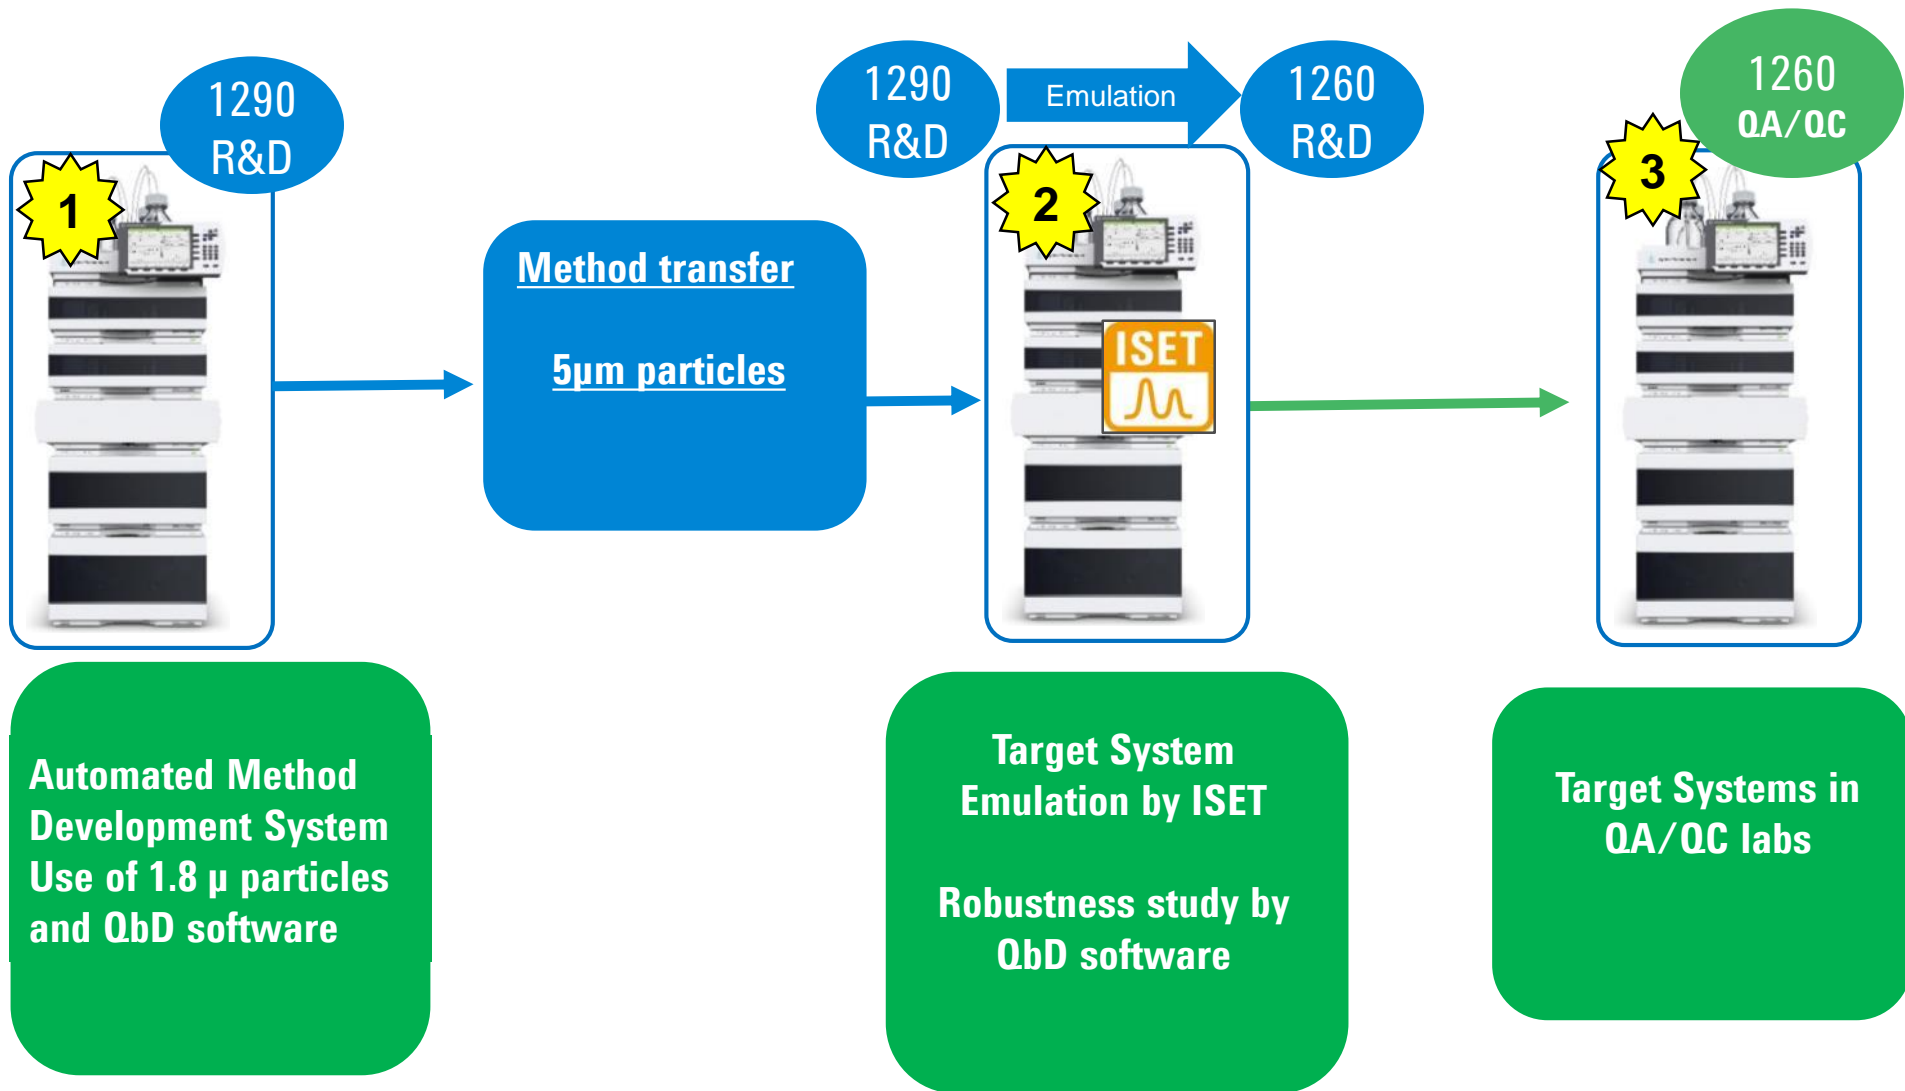 1290
R&D
1
Automated Method
Development System
Use of 1.8 µ particles
and QbD software
Method transfer
5µm particles
1290
R&D
Emulation
1260
R&D
2
ISET
Target System
Emulation by ISET
Robustness study by
QbD software
1260
QA/QC
3
Target Systems in
QA/QC labs